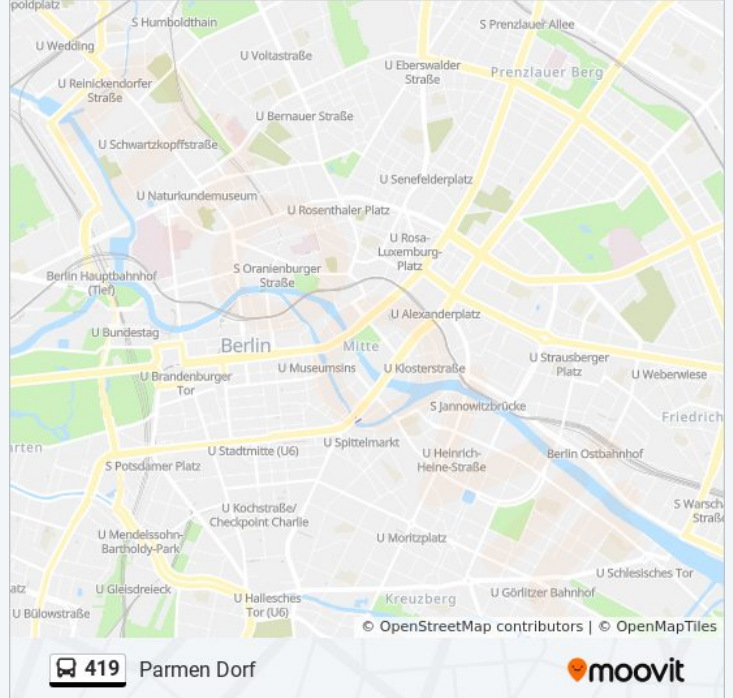 poldplatz
S Humboldthain
S Prenzlauer Allee
U Wedding
U Voltastraße
U Eberswalder
Straße
Prenzlauer Berg
U Reinickendorfer
Straße
U Bernauer Straße
U Schwartzkopffstraße
U Senefelderplatz
U Naturkundemuseum
U Rosenthaler Platz
U Rosa-
Luxemburg-
Platz
S Oranienburger
Straße
Berlin Hauptbahnhof
(Tief)
U Alexanderplatz
U Bundestag
Berlin
Mitte
U Strausberger
Platz
U Museumsins
U Klosterstraße
U Weberwiese
U Brandenburger
Tor
S Jannowitzbrücke
Friedrich
rten
U Spittelmarkt
U Stadtmitte (U6)
U Heinrich-
Heine-Straße
Berlin Ostbahnhof
S Potsdamer Platz
S Warsch
Straße
U Kochstraße/
Checkpoint Charlie
U Mendelssohn-
Bartholdy-Park
U Moritzplatz
U Schlesisches Tor
atz
U Gleisdreieck
U Hallesches
Tor (U6)
Kreuzberg
U Görlitzer Bahnhof
U Bülowstraße
© OpenStreetMap contributors | © OpenMapTiles
419 Parmen Dorf
moovit